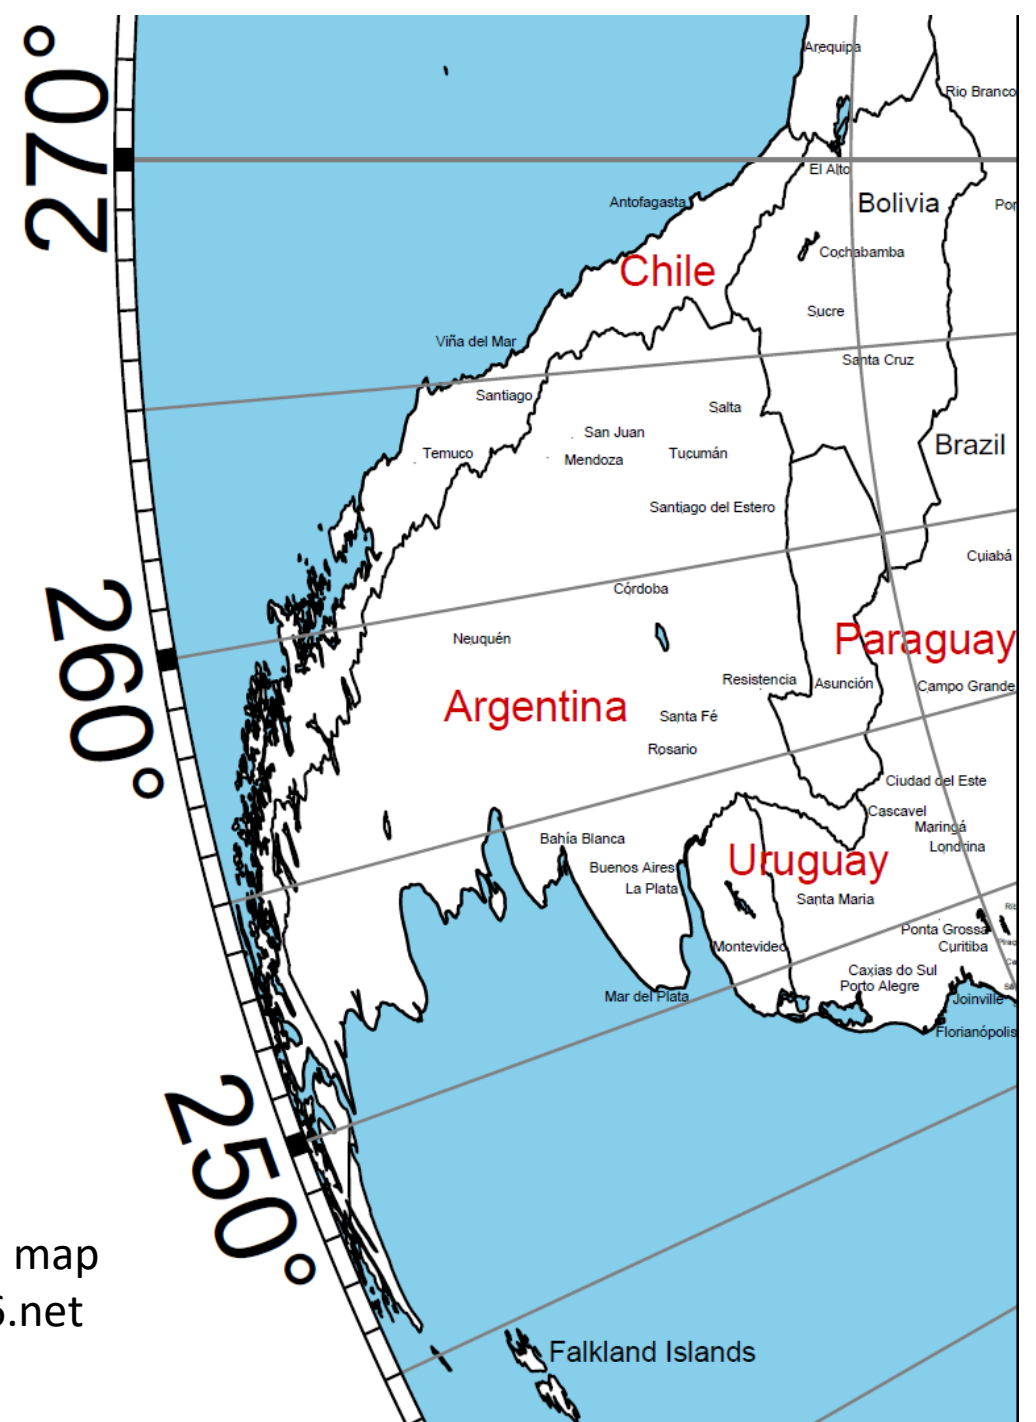 270°
260°
250°
Arequipa
Rio Branco
El Alto
Bolivia
Antofagasta
Por
Cochabamba
Chile
Sucre
Viña del Mar
Santa Cruz
Santiago
Salta
San Juan
Brazil
Temuco
Mendoza
Tucumán
Santiago del Estero
Cuiabá
Córdoba
Neuquén
Paraguay
Resistencia
Asunción
Campo Grande
Argentina
Santa Fé
Rosario
Ciudad del Este
Cascavel
Maringá
Bahía Blanca
Londrina
Uruguay
Buenos Aires
La Plata
Santa Maria
Ponta Grossa
Montevideo
Curitiba
Caxias do Sul
Porto Alegre
Mar del Plata
Joinville
Florianópolis
map
.net
Falkland Islands